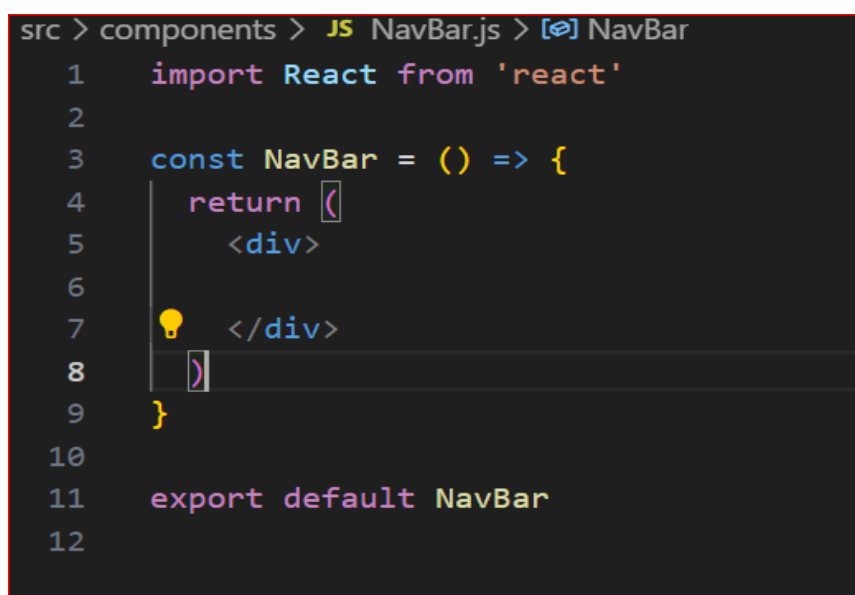 src > components > JS NavBar.js > NavBar
1 import React from 'react'
2
3 const NavBar = () => {
4 return (
5 <div>
6
7 </div>
8 )
9 }
10
11 export default NavBar
12